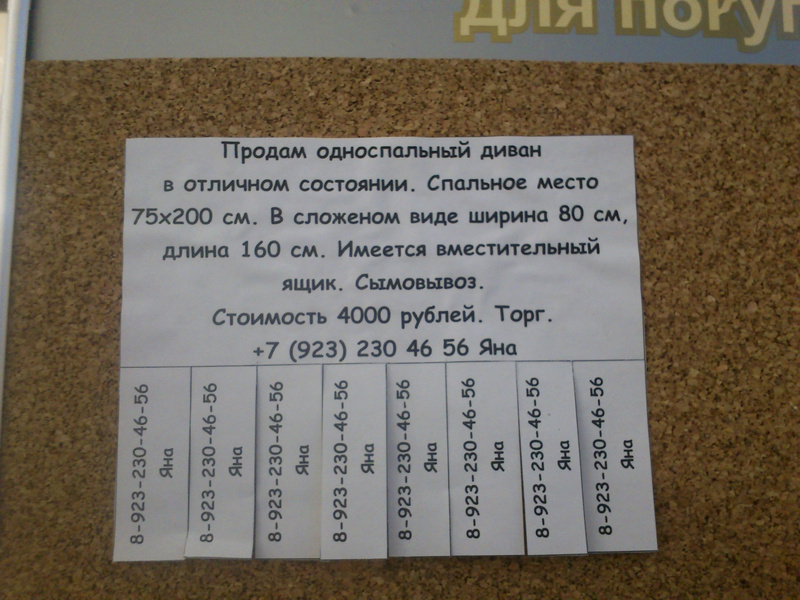 для покуп
Продам односпальный диван
в отличном состоянии. Спальное место
75х200 см. В сложеном виде ширина 80 см,
длина 160 см. Имеется вместительный
ящик. Сымовывоз.
Стоимость 4000 рублей. Торг.
+7 (923) 230 46 56 Яна
8-923-230-46-56
Яна
8-923-230-46-56
Яна
8-923-230-46-56
Яна
8-923-230-46-56
Яна
8-923-230-46-56
Яна
8-923-230-46-56
Яна
8-923-230-46-56
Яна
8-923-230-46-56
Яна